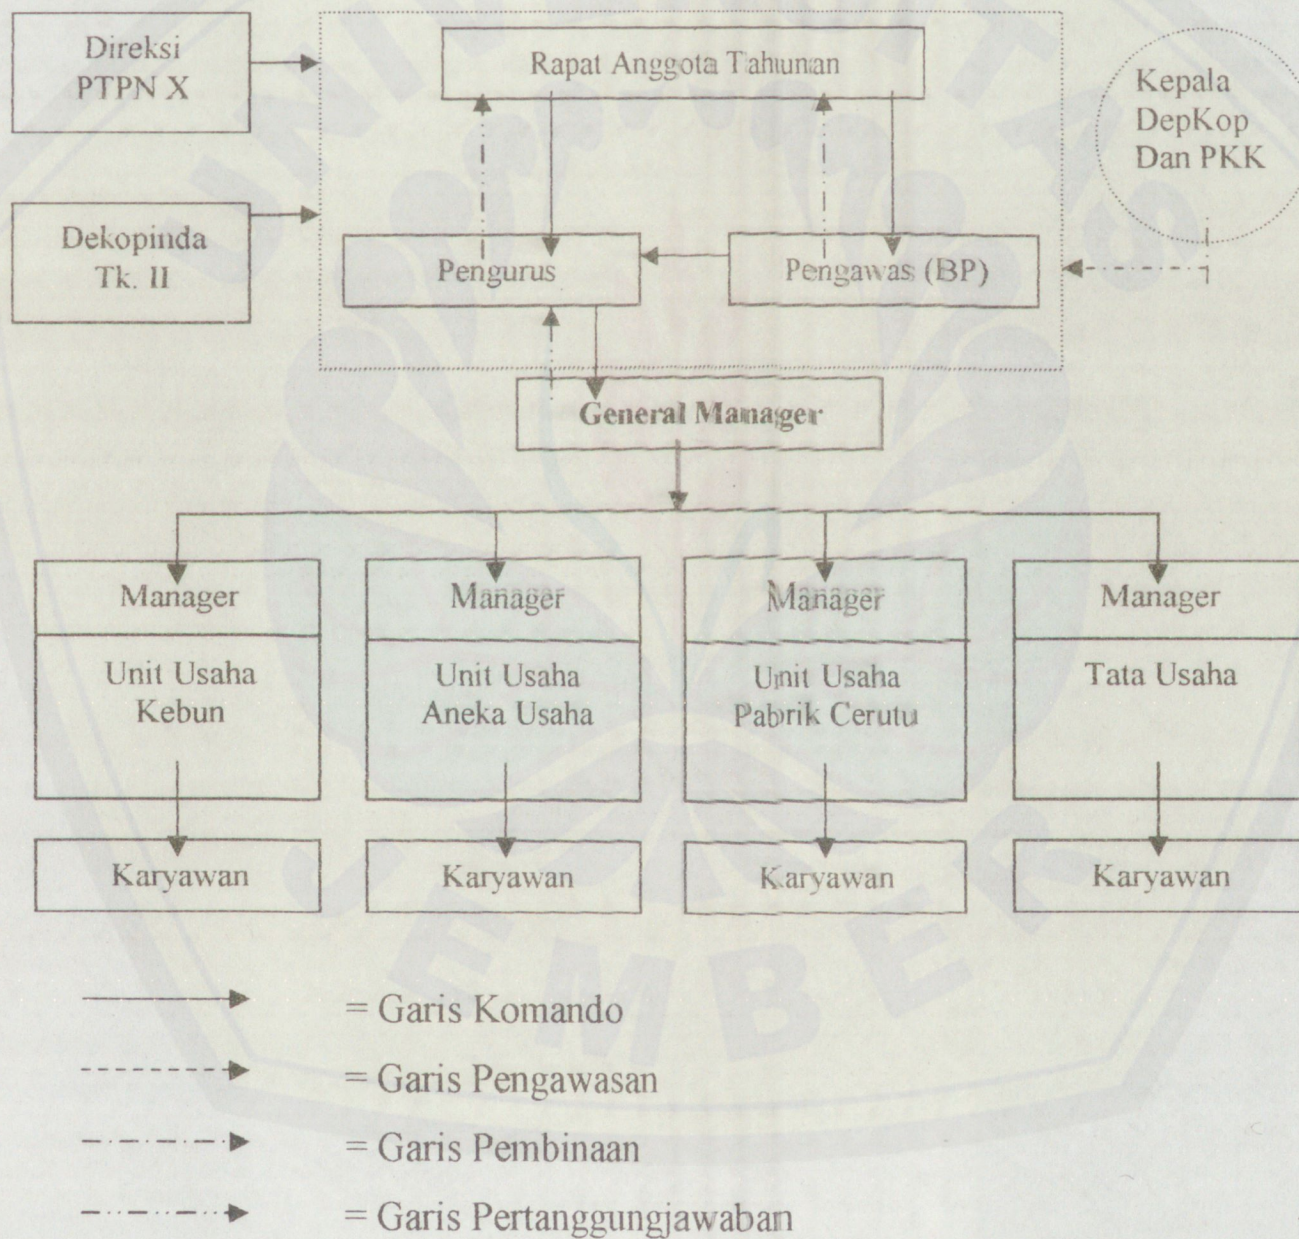 Direksi
PTPN X
Rapat Anggota Tahunan
Kepala
DepKop
Dan PKK
Dekopinda
Tk. II
Pengurus
Pengawas (BP)
General Manager
Manager
Unit Usaha
Kebun
Manager
Unit Usaha
Aneka Usaha
Manager
Unit Usaha
Pabrik Cerutu
Manager
Tata Usaha
Karyawan
Karyawan
Karyawan
Karyawan
= Garis Komando
= Garis Pengawasan
= Garis Pembinaan
= Garis Pertanggungjawaban
UNIVERSITAS
JEMBER